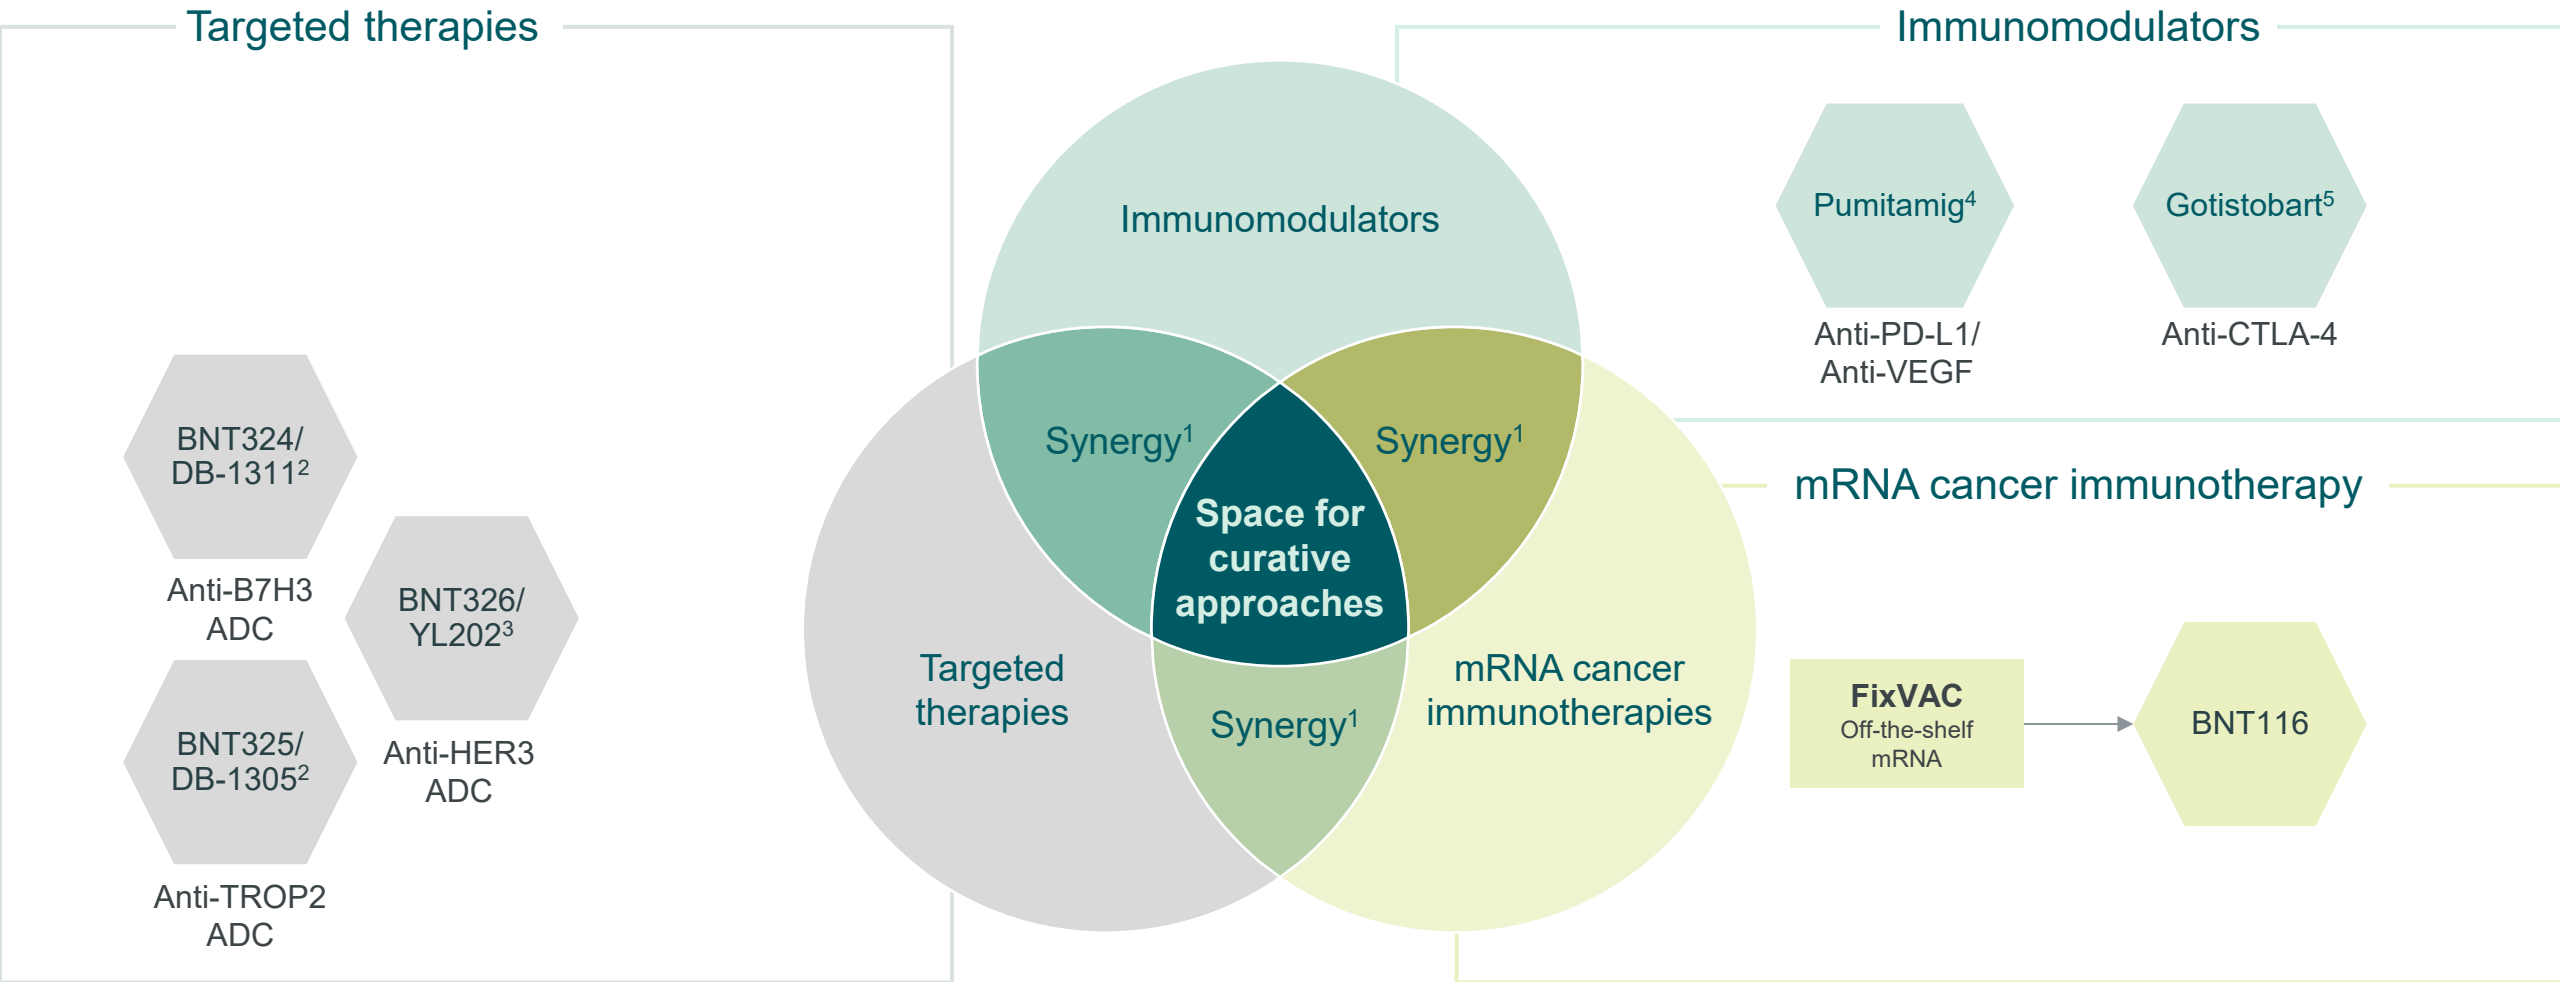 Targeted therapies
BNT324/
DB-1311²
Anti-B7H3
ADC
BNT326/
YL202³
Anti-HER3
ADC
BNT325/
DB-1305²
Anti-TROP2
ADC
Immunomodulators
Synergy¹
Synergy¹
Space for
curative
approaches
Targeted
therapies
Synergy¹
mRNA cancer
immunotherapies
Immunomodulators
Pumitamig⁴
Anti-PD-L1/
Anti-VEGF
Gotistobart⁵
Anti-CTLA-4
mRNA cancer immunotherapy
FixVAC
Off-the-shelf
mRNA
BNT116